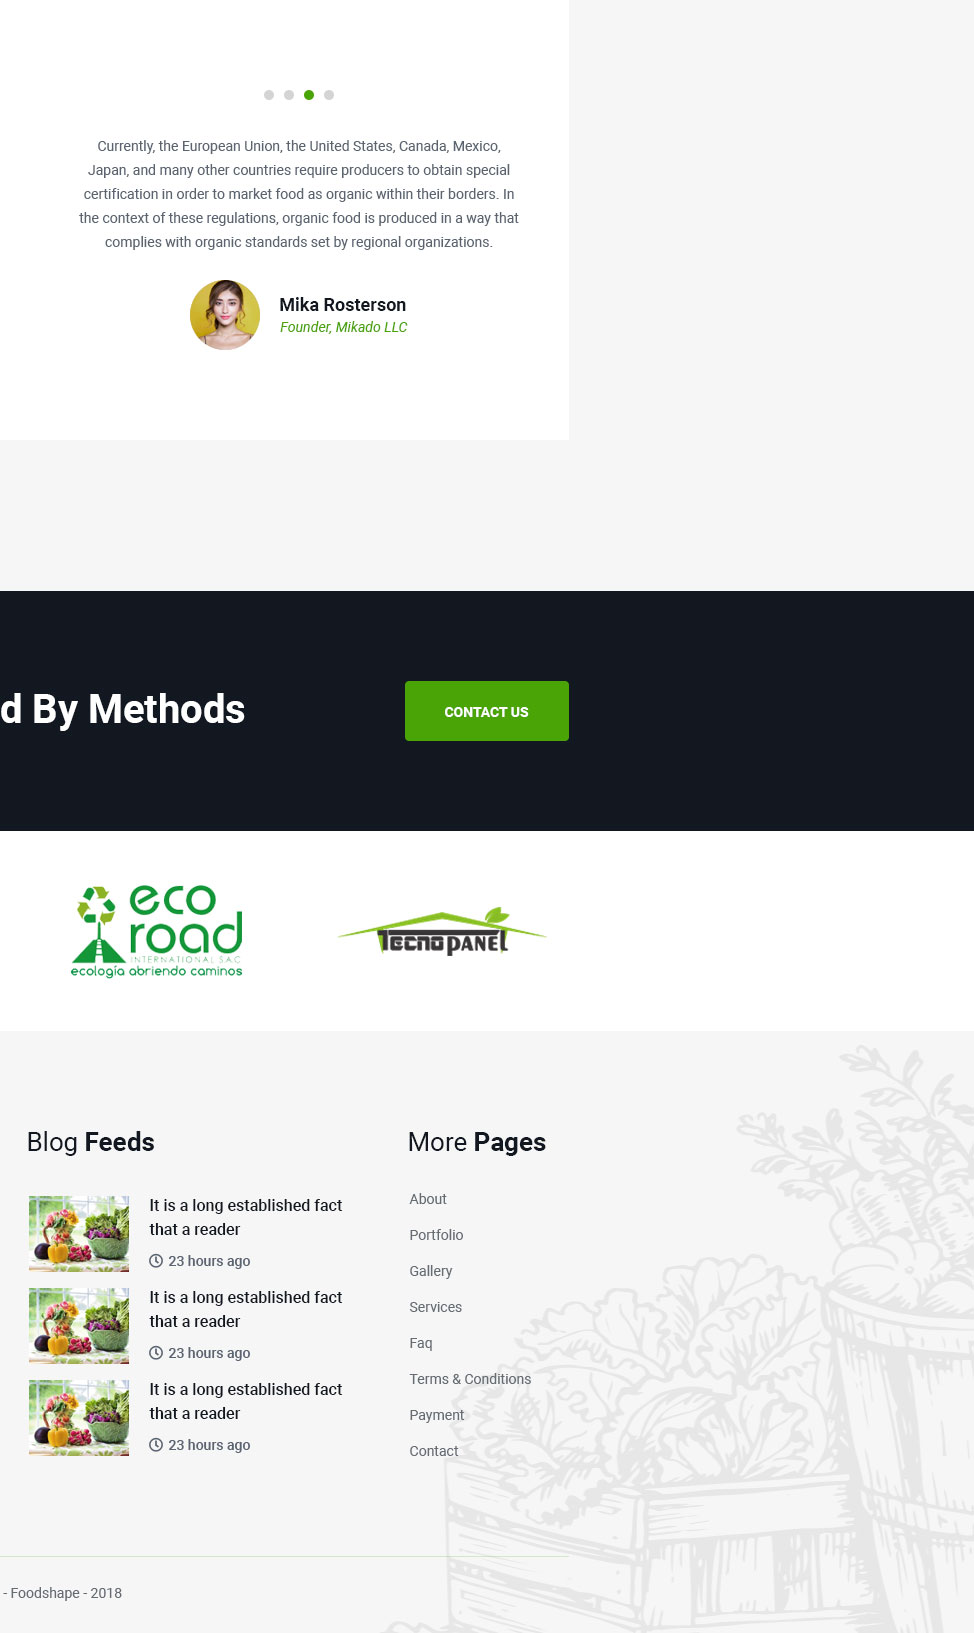 Currently, the European Union, the United States, Canada, Mexico,
Japan, and many other countries require producers to obtain special
certification in order to market food as organic within their borders. In
the context of these regulations, organic food is produced in a way that
complies with organic standards set by regional organizations.
Mika Rosterson
Founder, Mikado LLC
d By Methods
CONTACT US
eco
road
INTERNATIONAL S.A.C
ecología abriendo caminos
TecnoPANEL
Blog Feeds
It is a long established fact
that a reader
23 hours ago
It is a long established fact
that a reader
23 hours ago
It is a long established fact
that a reader
23 hours ago
More Pages
About
Portfolio
Gallery
Services
Faq
Terms & Conditions
Payment
Contact
- Foodshape - 2018